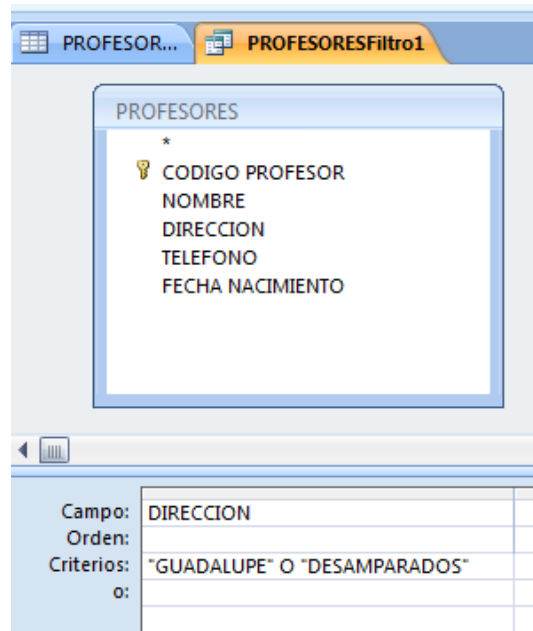 PROFESOR... PROFESORESFiltro1
PROFESORES
*
CODIGO PROFESOR
NOMBRE
DIRECCION
TELEFONO
FECHA NACIMIENTO
Campo: DIRECCION
Orden:
Criterios: "GUADALUPE" O "DESAMPARADOS"
o: